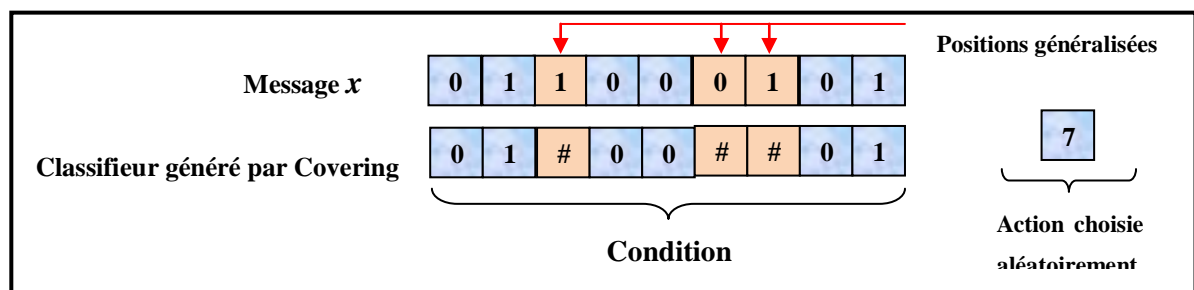 Positions généralisées
Message x 0 1 1 0 0 0 1 0 1
Classifieur généré par Covering 0 1 # 0 0 # # 0 1
7
Condition
Action choisie
aléatoirement